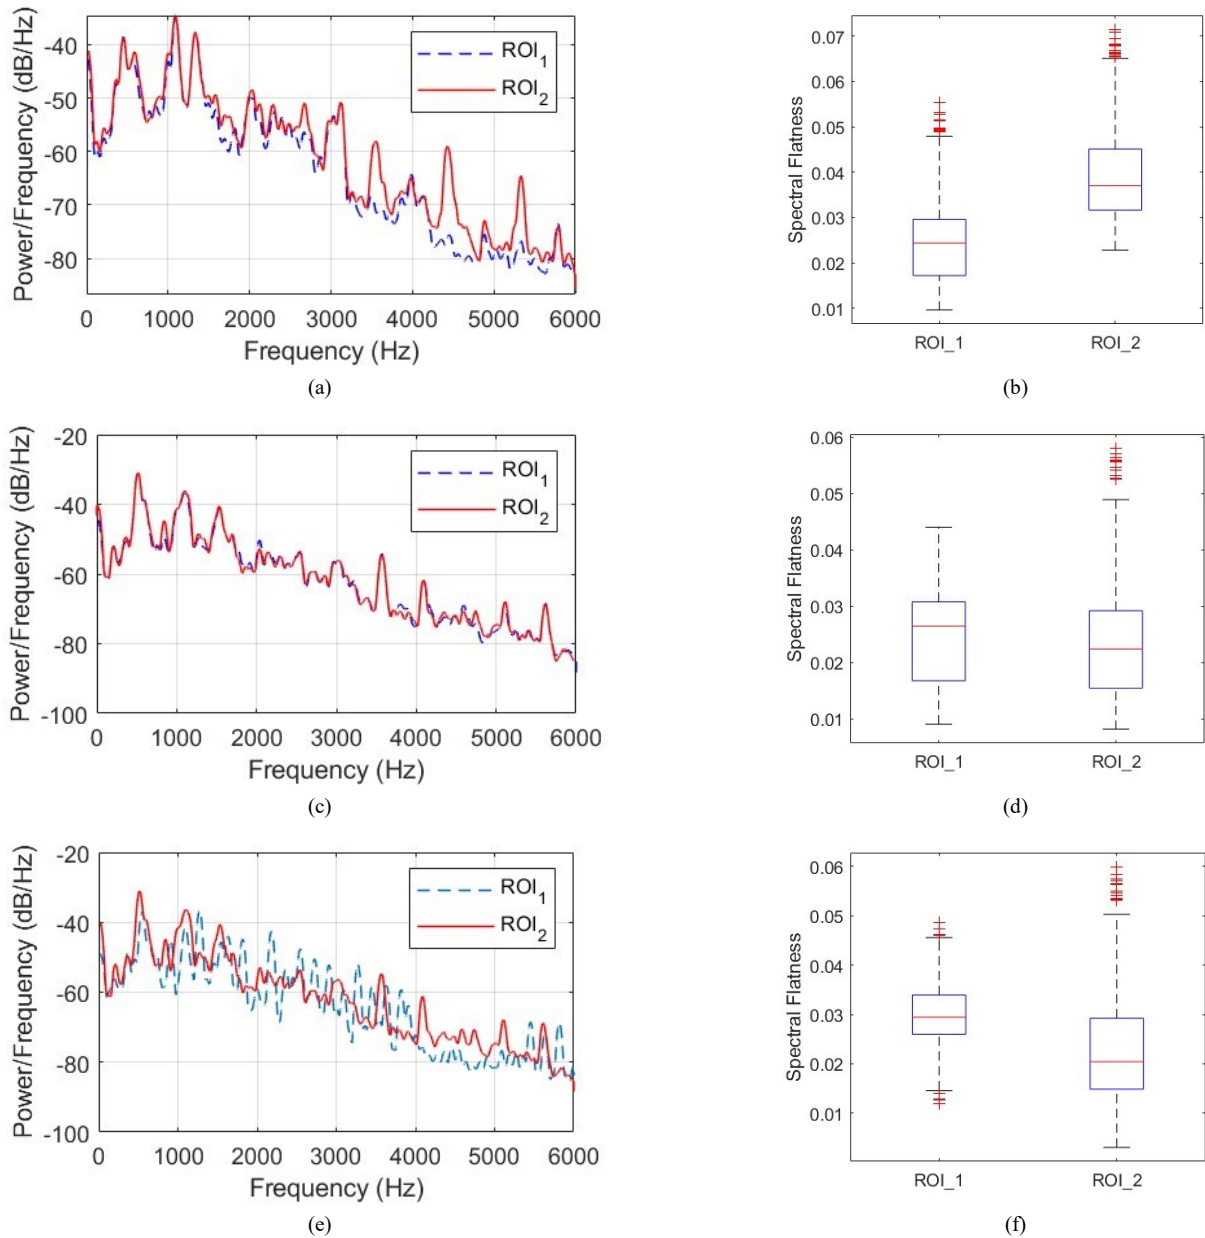 Power/Frequency (dB/Hz)
-40
-50
-60
-70
-80
0 1000 2000 3000 4000 5000 6000
Frequency (Hz)
ROI1
ROI2
(a)
Spectral Flatness
0.07
0.06
0.05
0.04
0.03
0.02
0.01
ROI_1 ROI_2
(b)
Power/Frequency (dB/Hz)
-20
-40
-60
-80
-100
0 1000 2000 3000 4000 5000 6000
Frequency (Hz)
ROI1
ROI2
(c)
Spectral Flatness
0.06
0.05
0.04
0.03
0.02
0.01
ROI_1 ROI_2
(d)
Power/Frequency (dB/Hz)
-20
-40
-60
-80
-100
0 1000 2000 3000 4000 5000 6000
Frequency (Hz)
ROI1
ROI2
(e)
Spectral Flatness
0.06
0.05
0.04
0.03
0.02
0.01
ROI_1 ROI_2
(f)